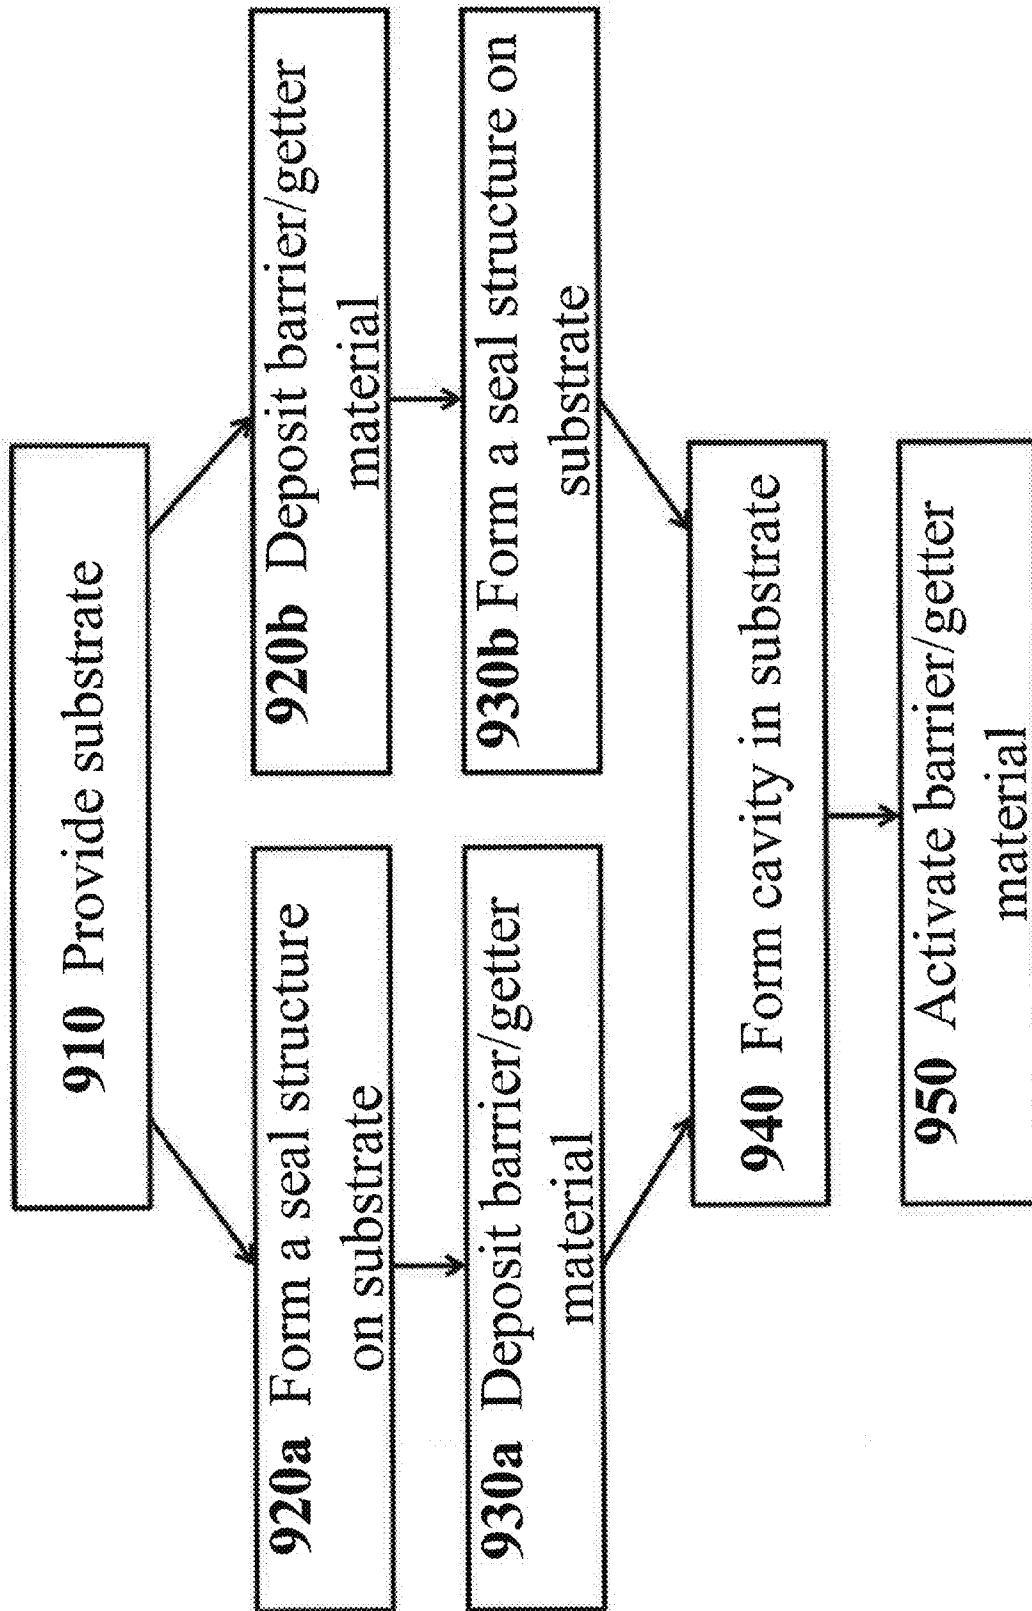 910 Provide substrate
920a Form a seal structure
on substrate
930a Deposit barrier/getter
material
920b Deposit barrier/getter
material
930b Form a seal structure on
substrate
940 Form cavity in substrate
950 Activate barrier/getter
material